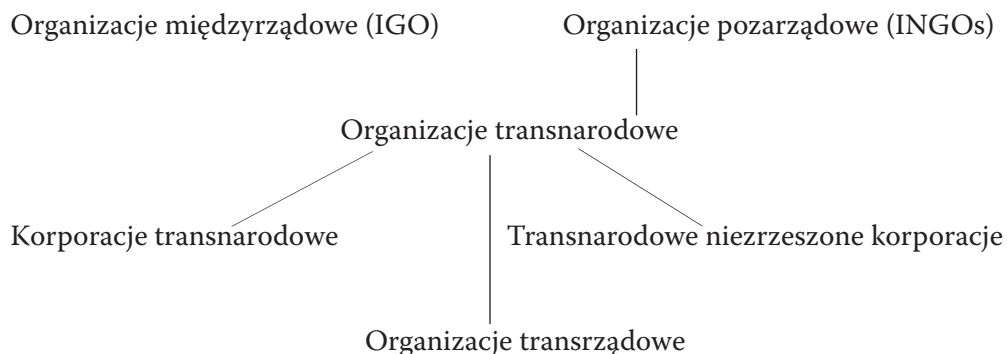 Organizacje międzyrządowe (IGO)
Organizacje pozarządowe (INGOs)
Organizacje transnarodowe
Korporacje transnarodowe
Transnarodowe niezrzeszone korporacje
Organizacje transrządowe